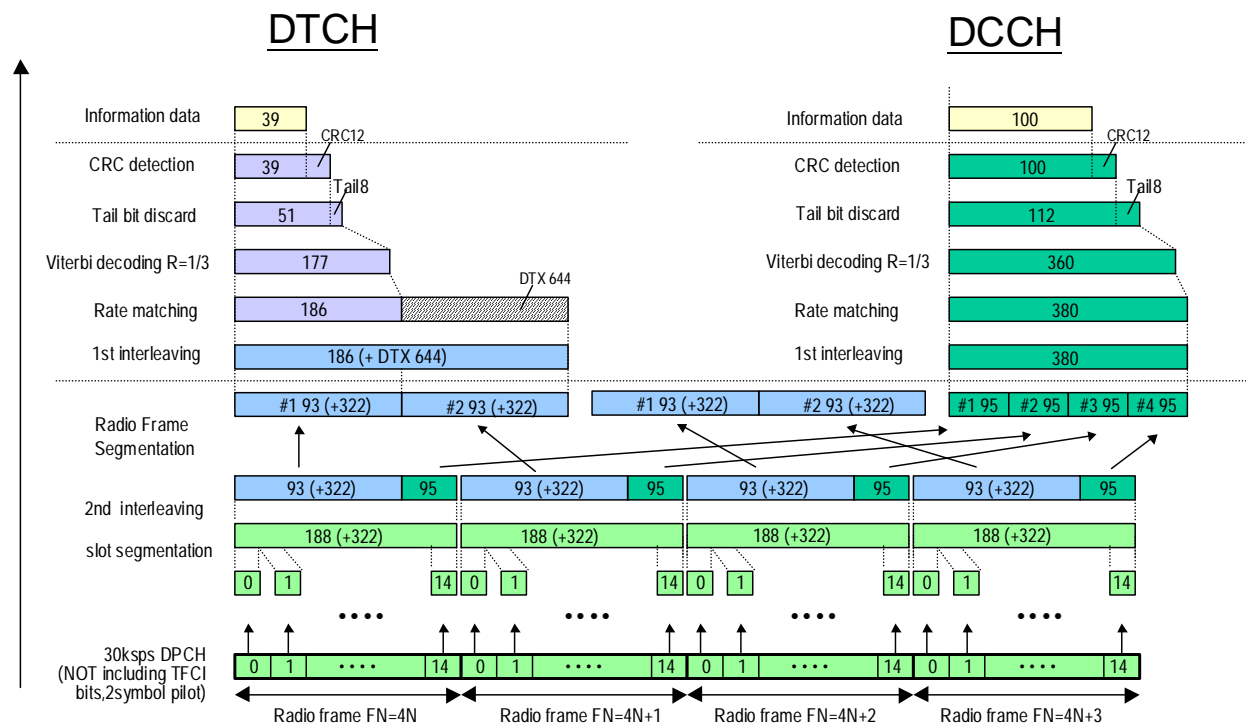 DTCH
DCCH
Information data
39
Information data
100
CRC12
CRC12
CRC detection
39
CRC detection
100
Tail8
Tail8
Tail bit discard
51
Tail bit discard
112
Viterbi decoding R=1/3
177
Viterbi decoding R=1/3
360
DTX 644
Rate matching
186
Rate matching
380
1st interleaving
186 (+ DTX 644)
1st interleaving
380
#1 93 (+322)
#2 93 (+322)
#1 93 (+322)
#2 93 (+322)
#1 95
#2 95
#3 95
#4 95
Radio Frame
Segmentation
93 (+322)
95
93 (+322)
95
93 (+322)
95
93 (+322)
95
2nd interleaving
188 (+322)
188 (+322)
188 (+322)
188 (+322)
slot segmentation
0
1
14
0
1
14
0
1
14
0
1
14
••••
••••
••••
••••
30ksps DPCH
(NOT including TFCI
bits,2symbol pilot)
0
1
••••
14
0
1
••••
14
0
1
••••
14
0
1
••••
14
Radio frame FN=4N
Radio frame FN=4N+1
Radio frame FN=4N+2
Radio frame FN=4N+3